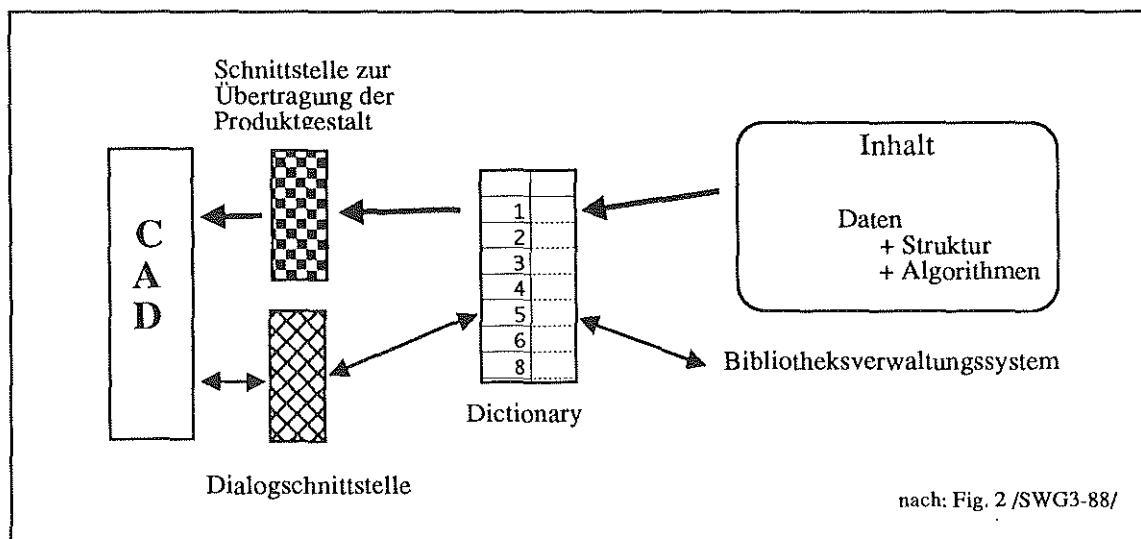 Schnittstelle zur
Übertragung der
Produktgestalt
C
A
D
1
2
3
4
5
6
8
Inhalt
Daten
+ Struktur
+ Algorithmen
Bibliotheksverwaltungssystem
Dictionary
Dialogschnittstelle
nach: Fig. 2 /SWG3-88/